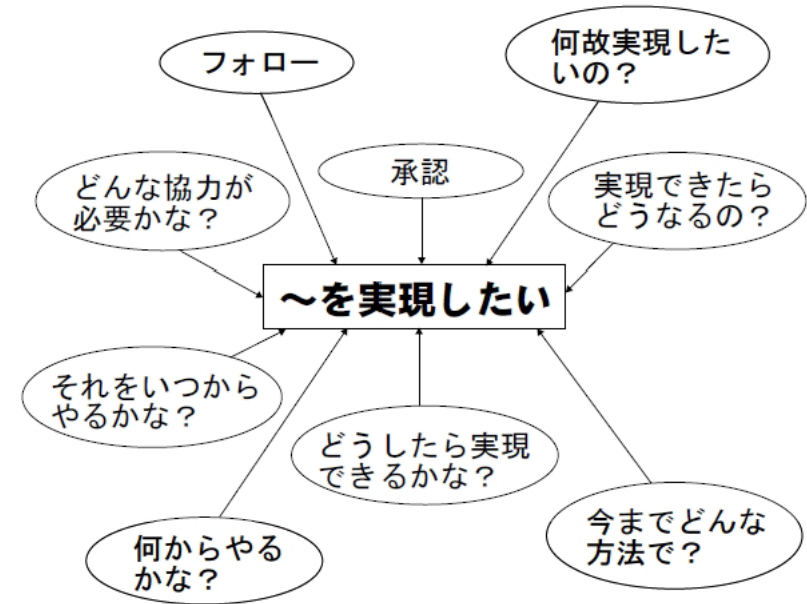 フォロー
何故実現した
いの？
承認
どんな協力が
必要かな？
実現できたら
どうなるの？
～を実現したい
それをいつから
やるかな？
どうしたら実現
できるかな？
何からやる
かな？
今までどんな
方法で？